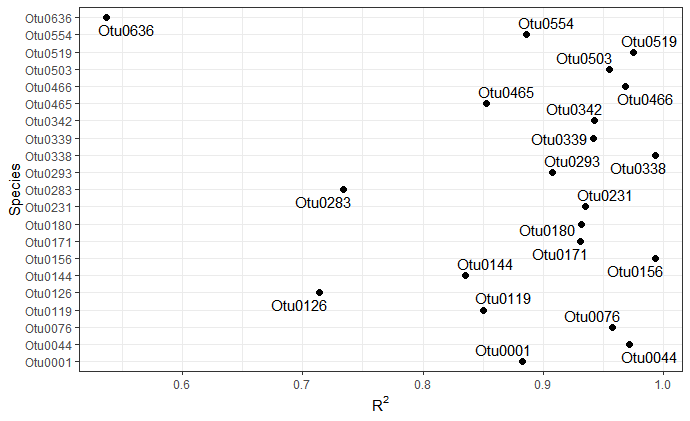 Species
Otu0636
Otu0554
Otu0519
Otu0503
Otu0466
Otu0465
Otu0342
Otu0339
Otu0338
Otu0293
Otu0283
Otu0231
Otu0180
Otu0171
Otu0156
Otu0144
Otu0126
Otu0119
Otu0076
Otu0044
Otu0001
Otu0636
Otu0554
Otu0519
Otu0503
Otu0466
Otu0465
Otu0342
Otu0339
Otu0338
Otu0293
Otu0283
Otu0231
Otu0180
Otu0171
Otu0156
Otu0144
Otu0126
Otu0119
Otu0076
Otu0044
Otu0001
0.6 0.7 0.8 0.9 1.0
R²